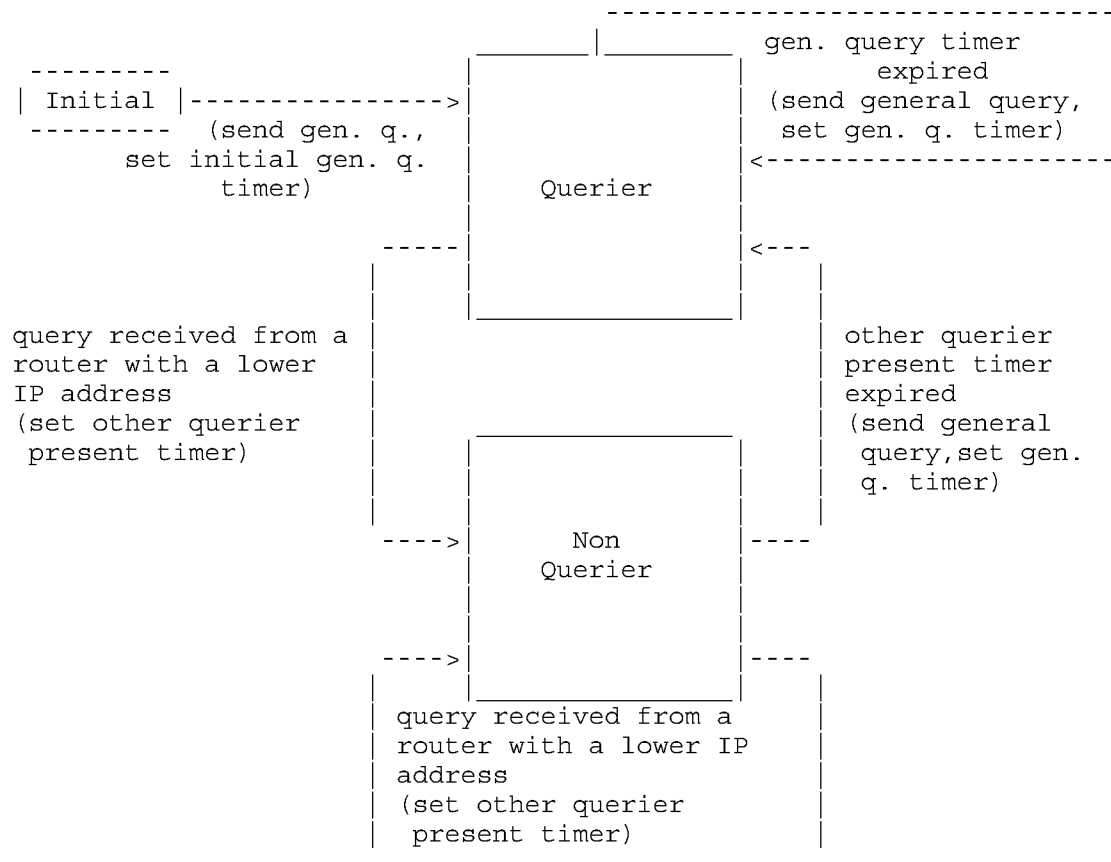 gen. query timer
expired
(send general query,
set gen. q. timer)
Initial
(send gen. q.,
set initial gen. q.
timer)
Querier
query received from a
router with a lower
IP address
(set other querier
present timer)
other querier
present timer
expired
(send general
query,set gen.
q. timer)
Non
Querier
query received from a
router with a lower IP
address
(set other querier
present timer)